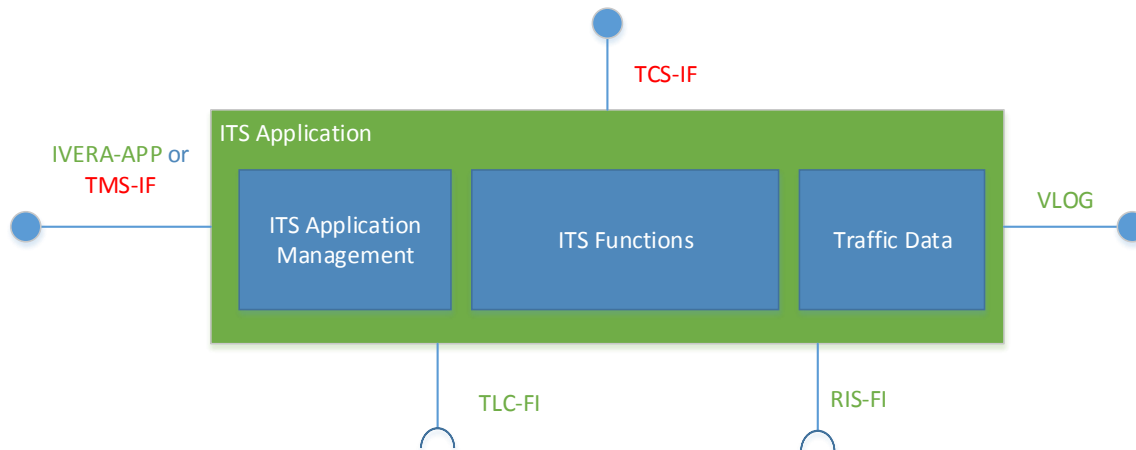 TCS-IF
ITS Application
IVERA-APP or
TMS-IF
ITS Application
Management
ITS Functions
Traffic Data
VLOG
TLC-FI
RIS-FI